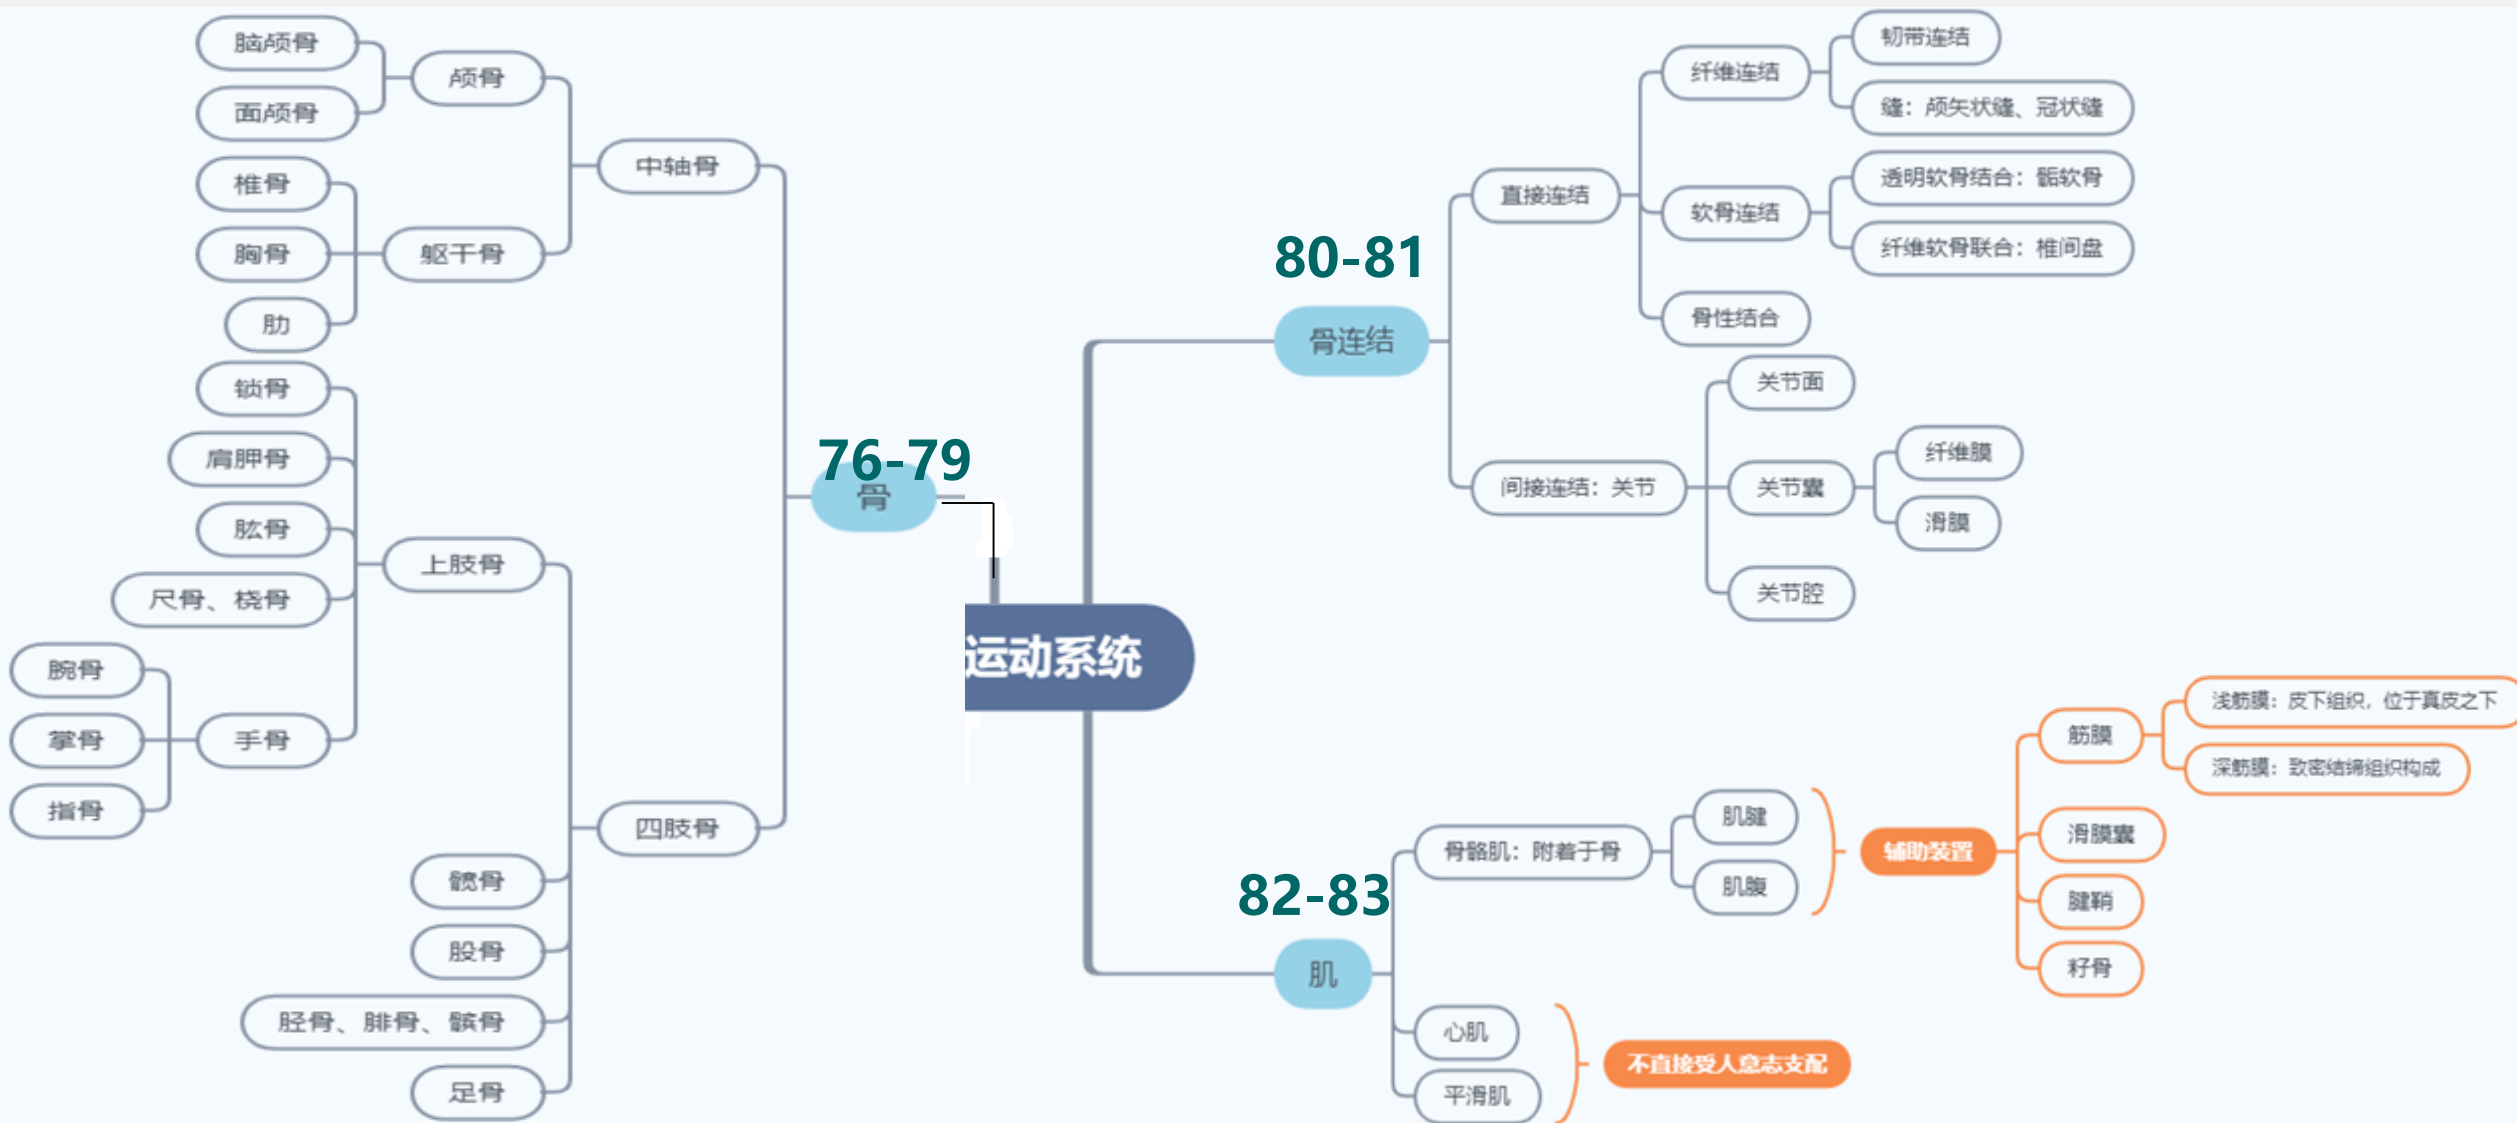 脑颅骨
面颅骨
颅骨
椎骨
胸骨
肋
躯干骨
中轴骨
锁骨
肩胛骨
肱骨
尺骨、桡骨
上肢骨
腕骨
掌骨
指骨
手骨
四肢骨
髋骨
股骨
胫骨、腓骨、髌骨
足骨
76-79
骨
运动系统
80-81
骨连结
直接连结
纤维连结
韧带连结
缝：颅矢状缝、冠状缝
软骨连结
透明软骨结合：骺软骨
纤维软骨联合：椎间盘
骨性结合
间接连结：关节
关节面
关节囊
纤维膜
滑膜
关节腔
82-83
肌
骨骼肌：附着于骨
肌腱
肌腹
辅助装置
筋膜
浅筋膜：皮下组织，位于真皮之下
深筋膜：致密结缔组织构成
滑膜囊
腱鞘
籽骨
心肌
平滑肌
不直接受人意志支配